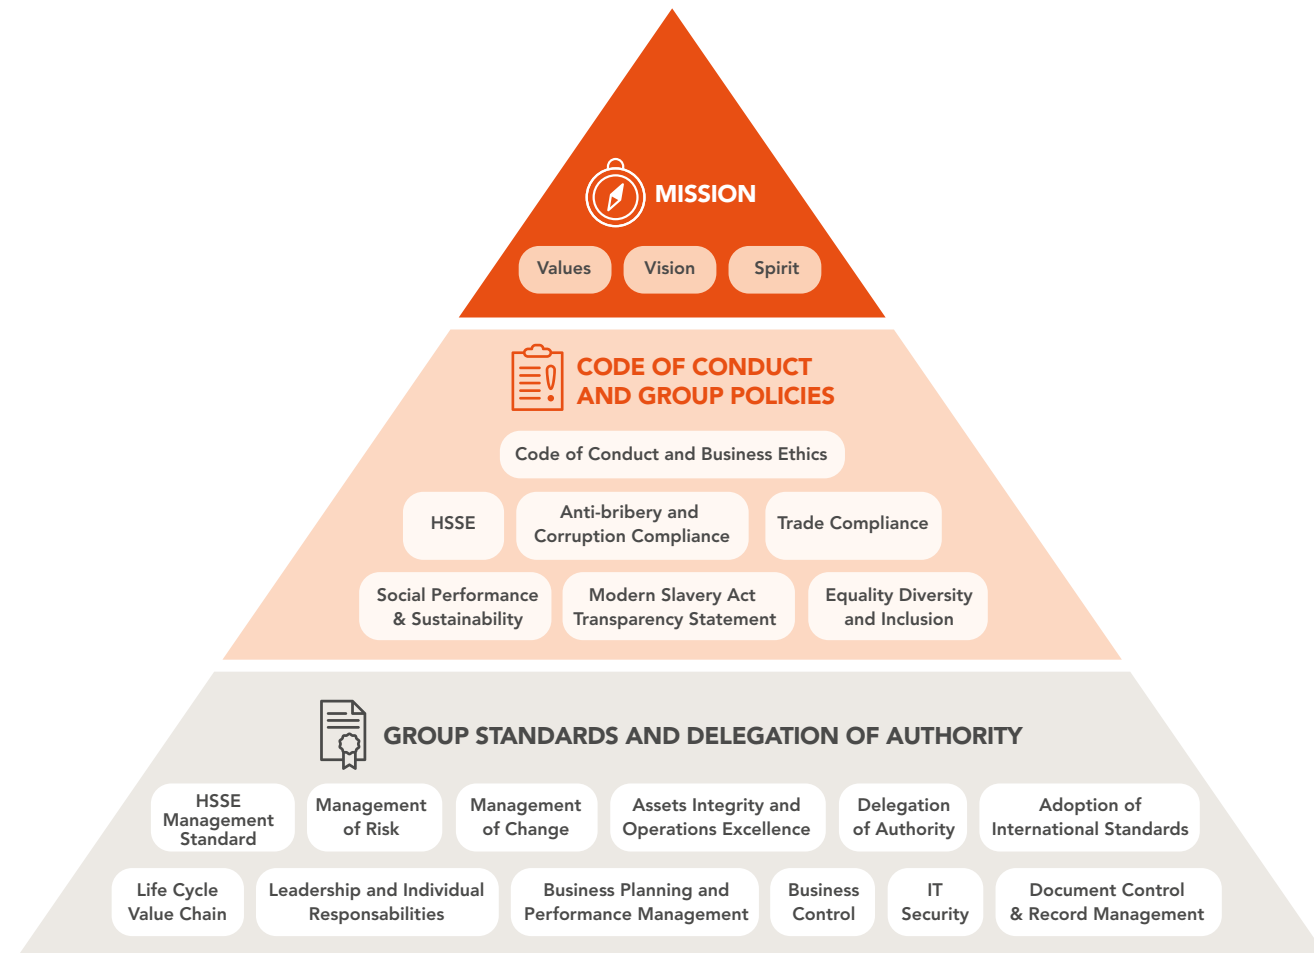 MISSION
Values
Vision
Spirit
CODE OF CONDUCT
AND GROUP POLICIES
Code of Conduct and Business Ethics
HSSE
Anti-bribery and
Corruption Compliance
Trade Compliance
Social Performance
& Sustainability
Modern Slavery Act
Transparency Statement
Equality Diversity
and Inclusion
GROUP STANDARDS AND DELEGATION OF AUTHORITY
HSSE
Management
Standard
Management
of Risk
Management
of Change
Assets Integrity and
Operations Excellence
Delegation
of Authority
Adoption of
International Standards
Life Cycle
Value Chain
Leadership and Individual
Responsabilities
Business Planning and
Performance Management
Business
Control
IT
Security
Document Control
& Record Management